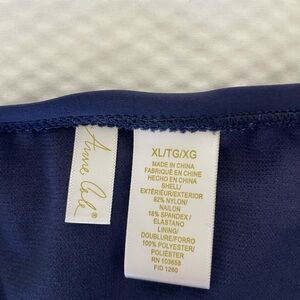 Anne Cole®
XL/TG/XG
MADE IN CHINA
FABRIQUÉ EN CHINE
HECHO EN CHINA
SHELL/
EXTÉRIEUR/EXTERIOR
82% NYLON/
NAILON
18% SPANDEX/
ELASTANO
LINING/
DOUBLURE/FORRO
100% POLYESTER/
POLIÉSTER
RN 103658
FID 1260